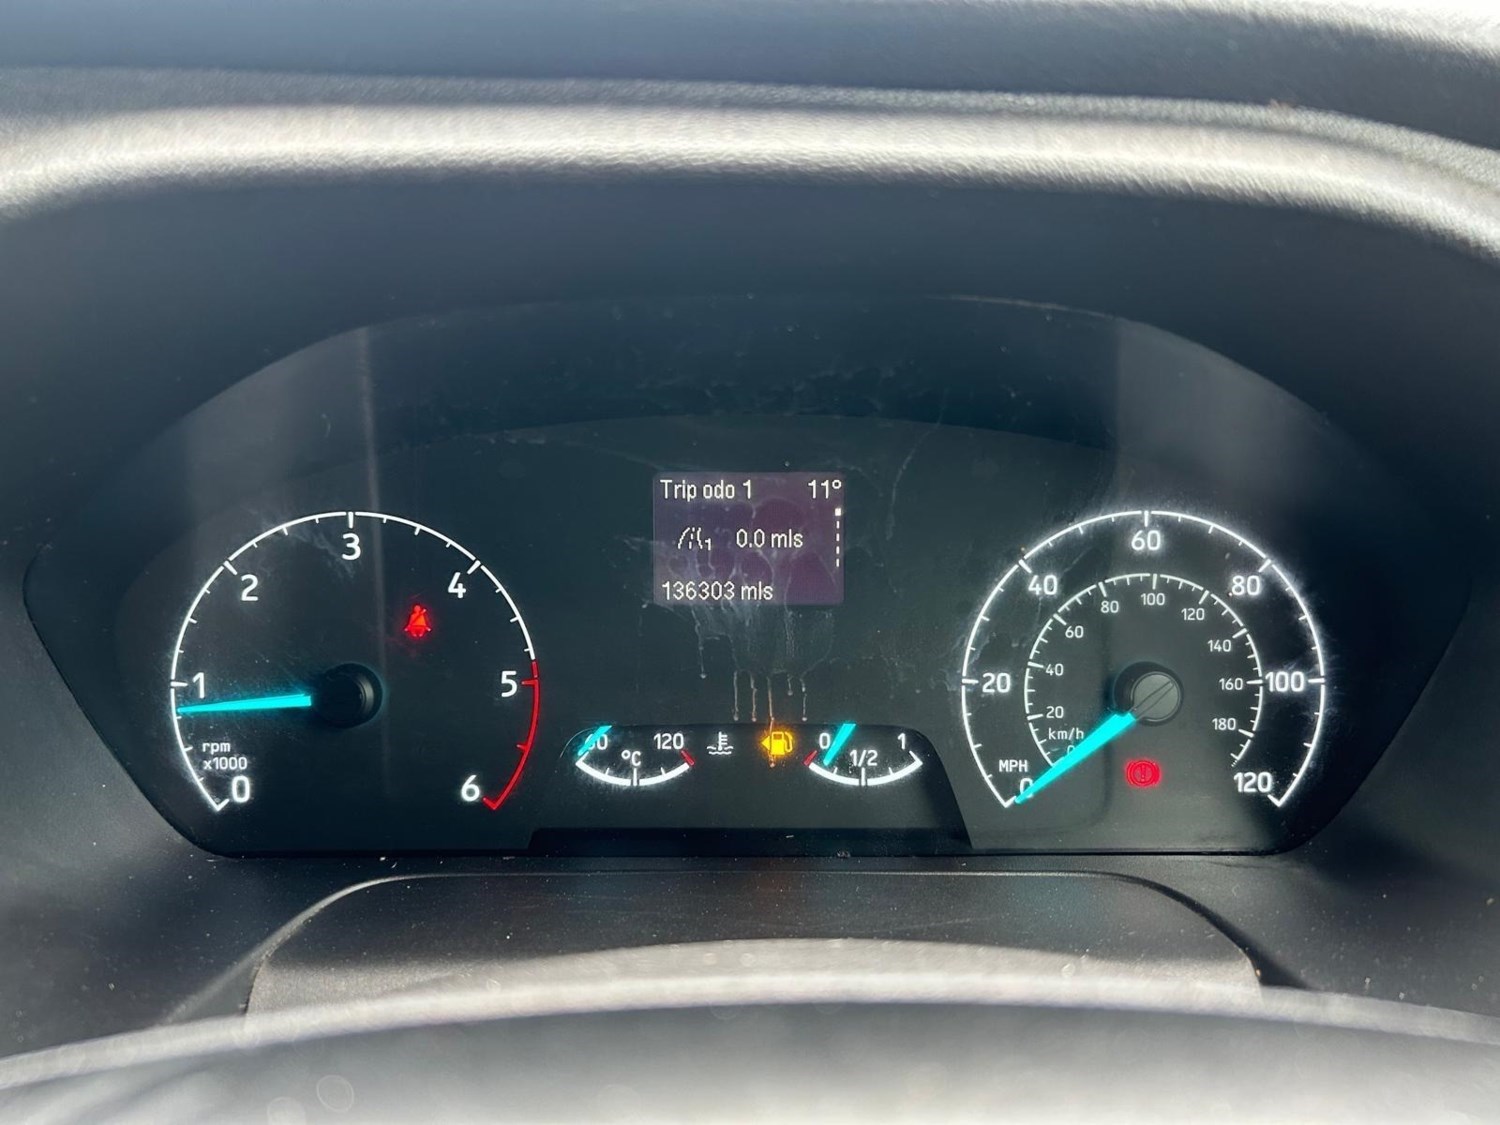 Trip odo 1 11°
1 0.0 mls
136303 mls
0 1 2 3 4 5 6
rpm
x1000
120
°C
0 1/2 1
0 20 40 60 80 100 120
MPH
20 40 60 80 100 120 140 160 180
km/h